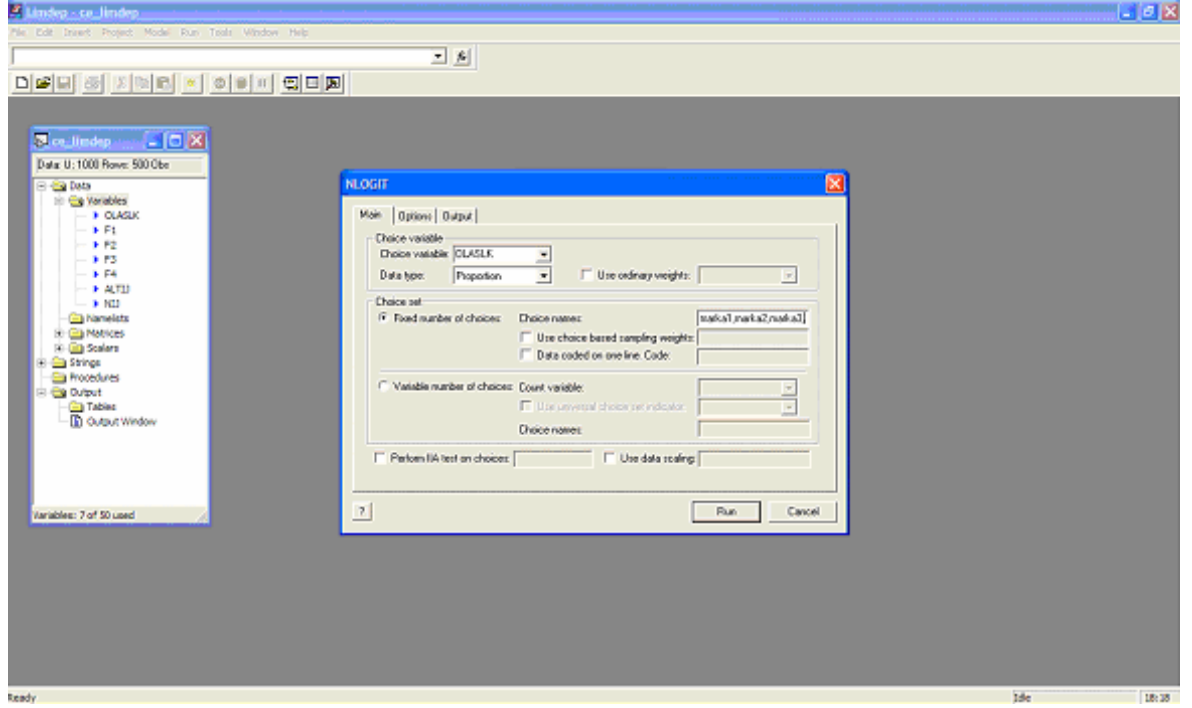 Limdep - ce_limdep
File Edit Insert Project Model Run Tools Window Help
ce_limdep
Data: U: 1000 Rows: 500 Obs
Data
Variables
OLASLK
F1
F2
F3
F4
ALTIJ
NIJ
Namelists
Matrices
Scalars
Strings
Procedures
Output
Tables
Output Window
Variables: 7 of 50 used
NLOGIT
Main Options Output
Choice variable
Choice variable: OLASLK
Data type: Proportion Use ordinary weights:
Choice set
Fixed number of choices: Choice names: marka1,marka2,marka3,
Use choice based sampling weights:
Data coded on one line. Code:
Variable number of choices: Count variable:
Use universal choice set indicator:
Choice names:
Perform IIA test on choices: Use data scaling:
? Run Cancel
Ready Idle 18:18